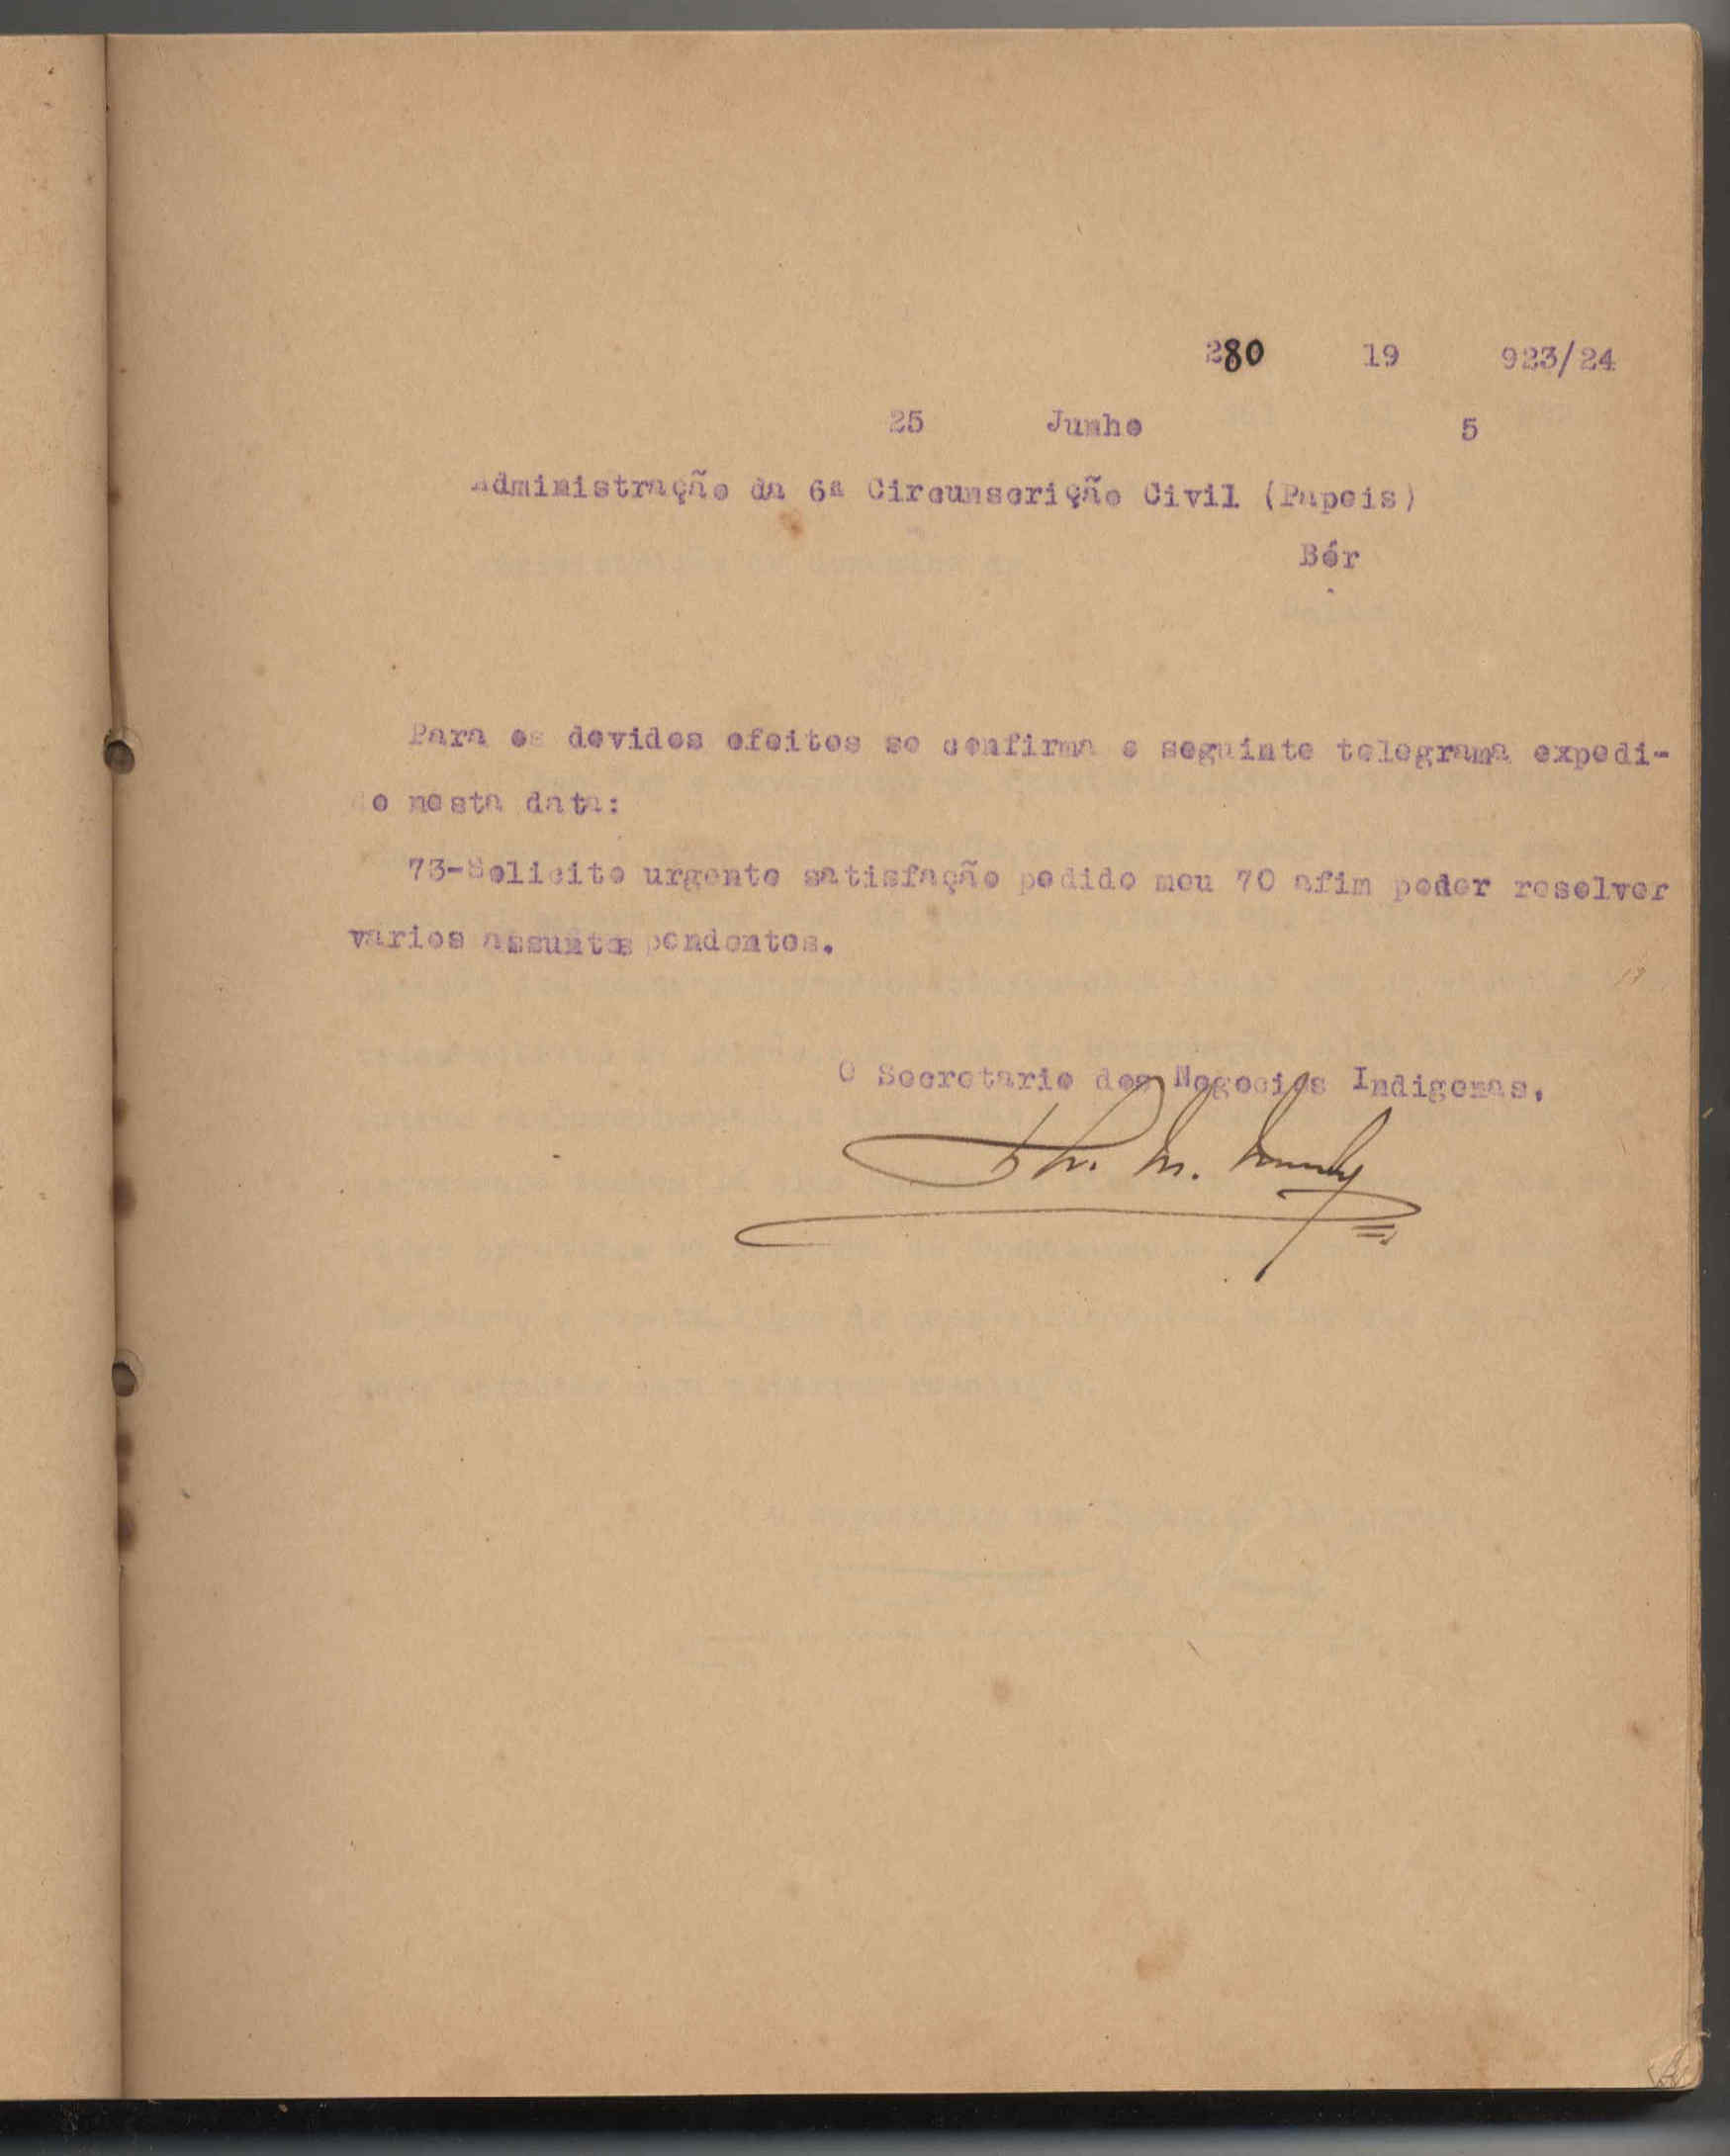 280 19 923/24
25 Junho 5
Administração da 6ª Circunscrição Civil (Papeis)
Bór
Para os devidos efeitos se confirma o seguinte telegrama expedi-
do nesta data:
73-Solicito urgente satisfação pedido meu 70 afim poder resolver
varios assuntos pendentes.
O Secretario dos Negocios Indigenas,